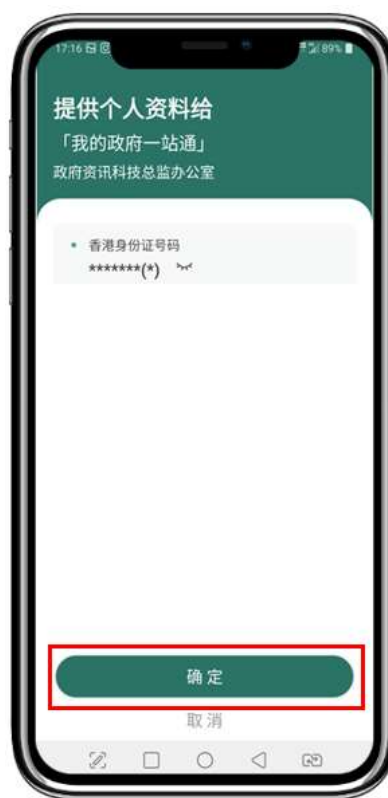 17:16
89%
提供个人资料给
「我的政府一站通」
政府资讯科技总监办公室
香港身份证号码
*******(*)
确定
取消